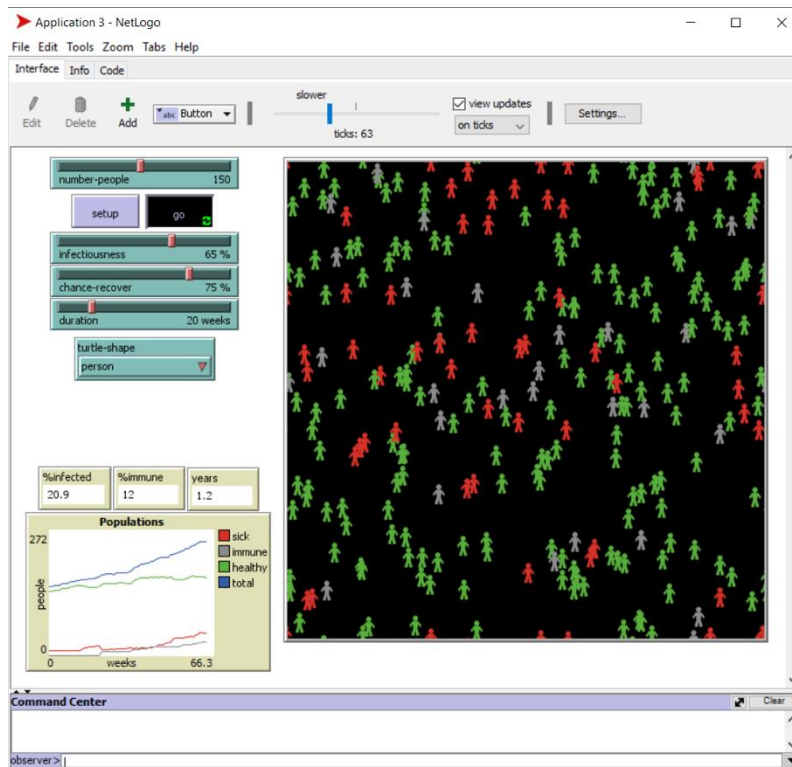 Application 3 - NetLogo
File Edit Tools Zoom Tabs Help
Interface Info Code
Edit Delete Add abc Button slower ticks: 63 view updates on ticks Settings...
number-people 150
setup go
infectiousness 65 %
chance-recover 75 %
duration 20 weeks
turtle-shape
person
%infected %immune years
20.9 12 1.2
Populations
272
people
0
0 weeks 66.3
sick
immune
healthy
total
Command Center Clear
observer>